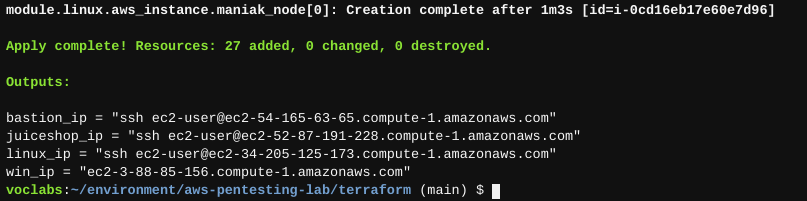 module.linux.aws_instance.maniak_node[0]: Creation complete after 1m3s [id=i-0cd16eb17e60e7d96]
Apply complete! Resources: 27 added, 0 changed, 0 destroyed.
Outputs:
bastion_ip = "ssh ec2-user@ec2-54-165-63-65.compute-1.amazonaws.com"
juiceshop_ip = "ssh ec2-user@ec2-52-87-191-228.compute-1.amazonaws.com"
linux_ip = "ssh ec2-user@ec2-34-205-125-173.compute-1.amazonaws.com"
win_ip = "ec2-3-88-85-156.compute-1.amazonaws.com"
voclabs:~/environment/aws-pentesting-lab/terraform (main) $